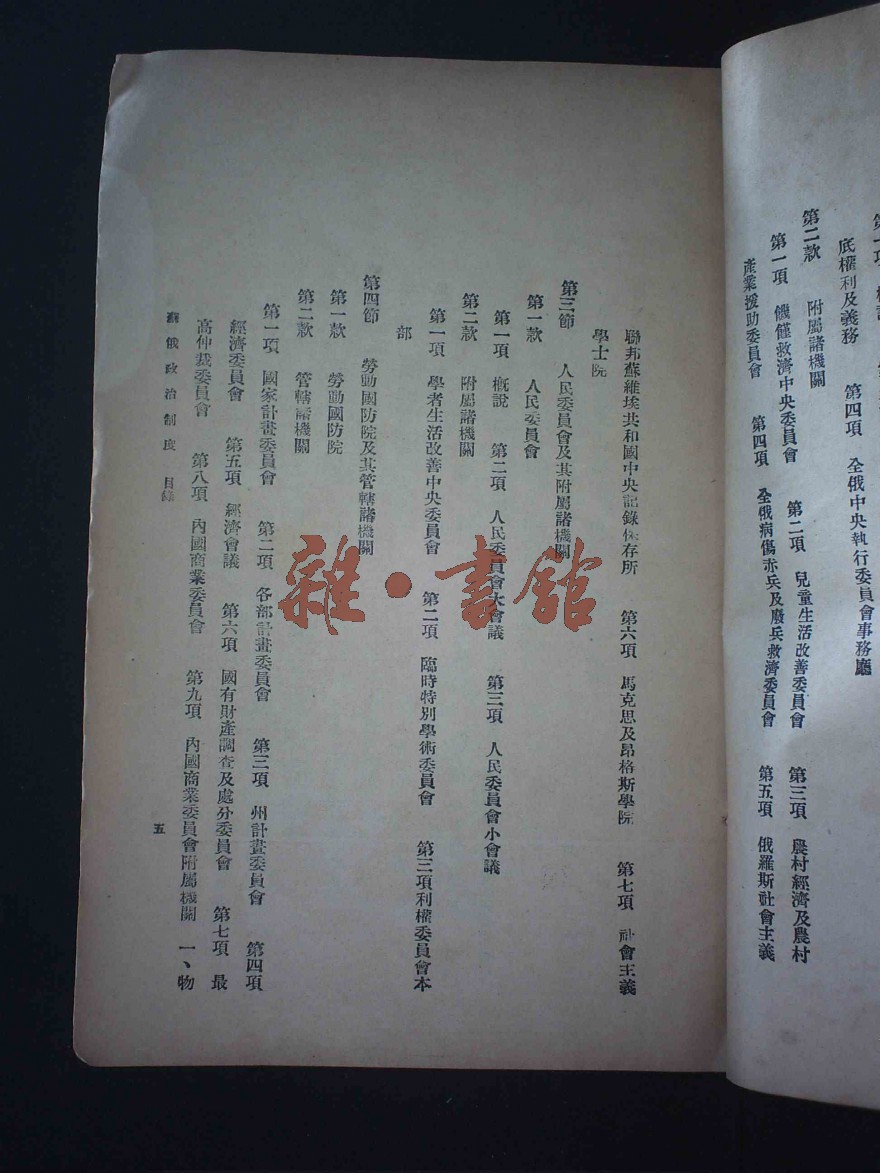 底權利及義務　第四項　全俄中央執行委員會事務廳
第二款　附屬諸機關
第一項　饑饉救濟中央委員會　第二項　兒童生活改善委員會　第三項　農村經濟及農村
產業援助委員會　第四項　全俄病傷赤兵及廢兵救濟委員會　第五項　俄羅斯社會主義
聯邦蘇維埃共和國中央記錄保存所　第六項　馬克思及昂格斯學院　第七項　社會主義
學士院
第三節　人民委員會及其附屬諸機關
第一款　人民委員會
第一項　概說　第二項　人民委員會大會議　第三項　人民委員會小會議
第二款　附屬諸機關
第一項　學者生活改善中央委員會　第二項　臨時特別學術委員會　第三項利權委員會本
部
第四節　勞動國防院及其管轄諸機關
第一款　勞動國防院
第二款　管轄諸機關
第一項　國家計畫委員會　第二項　各部計畫委員會　第三項　州計畫委員會　第四項
經濟委員會　第五項　經濟會議　第六項　國有財產調查及處分委員會　第七項　最
高仲裁委員會　第八項　內國商業委員會　第九項　內國商業委員會附屬機關　一、物
蘇俄政治制度　目錄
五
雜·書館